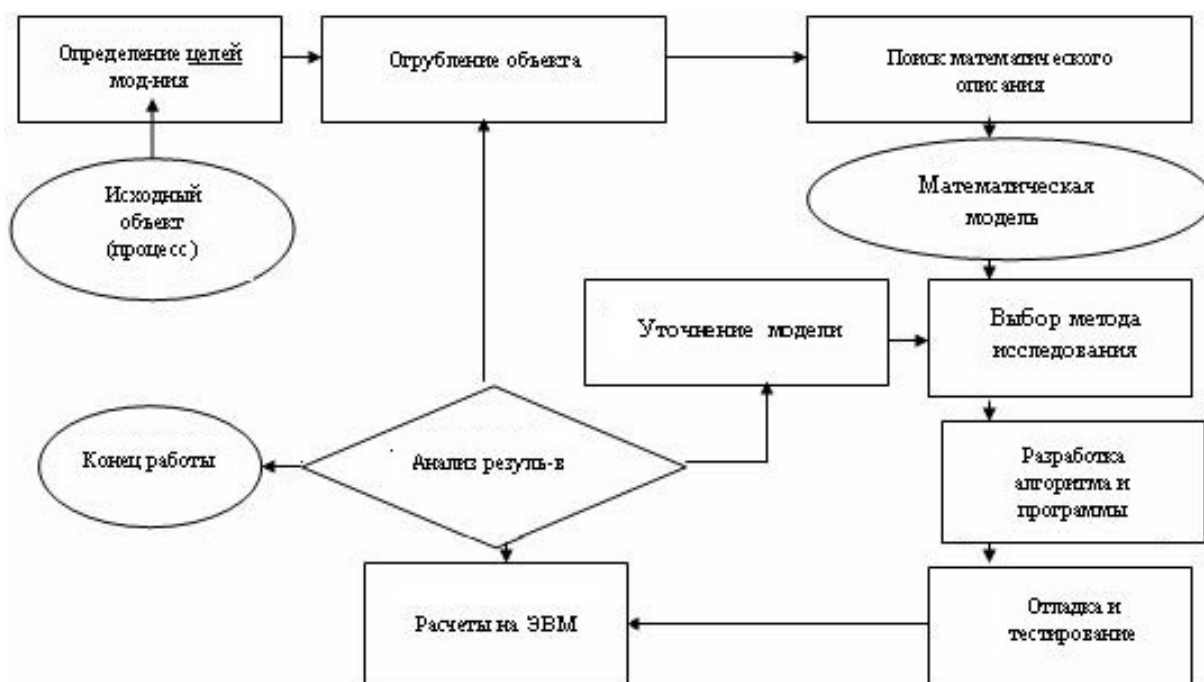 Определение целей
мод-ния
Огрубление объекта
Поиск математического
описания
Исходный
объект
(процесс)
Математическая
модель
Уточнение модели
Выбор метода
исследования
Конец работы
Анализ резуль-в
Разработка
алгоритма и
программы
Расчеты на ЭВМ
Отладка и
тестирование